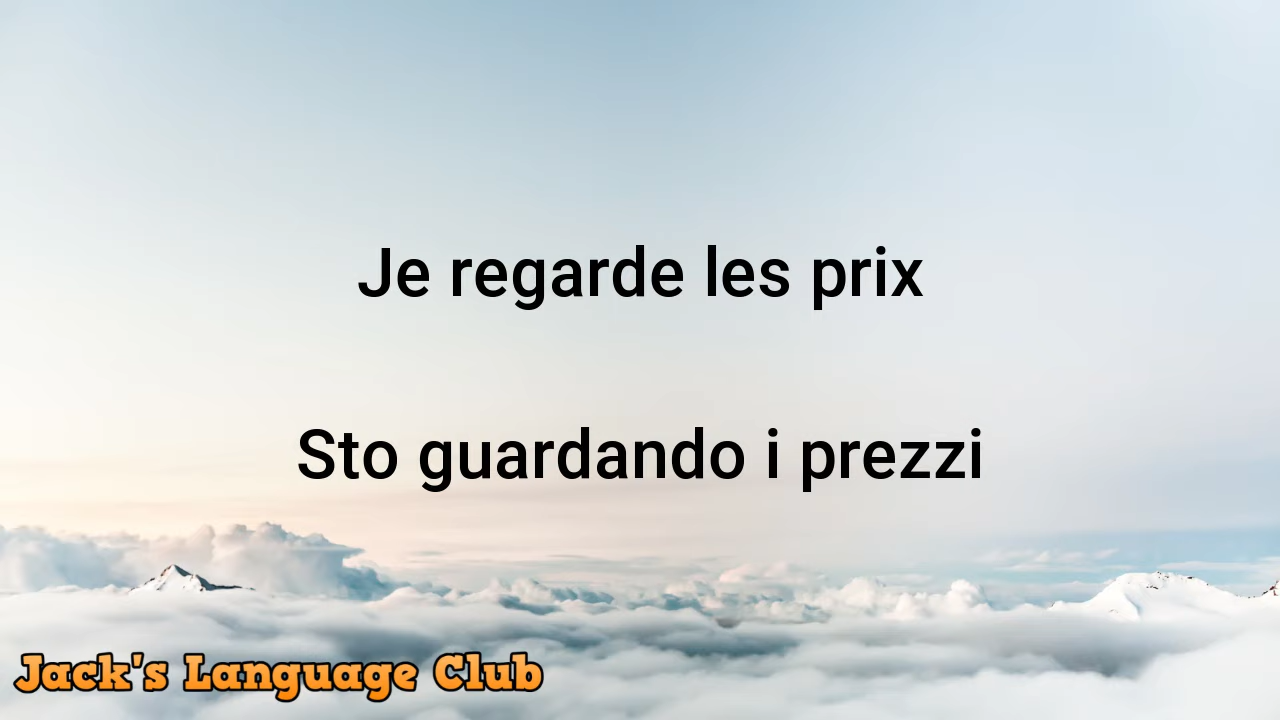 Je regarde les prix
Sto guardando i prezzi
Jack's Language Club